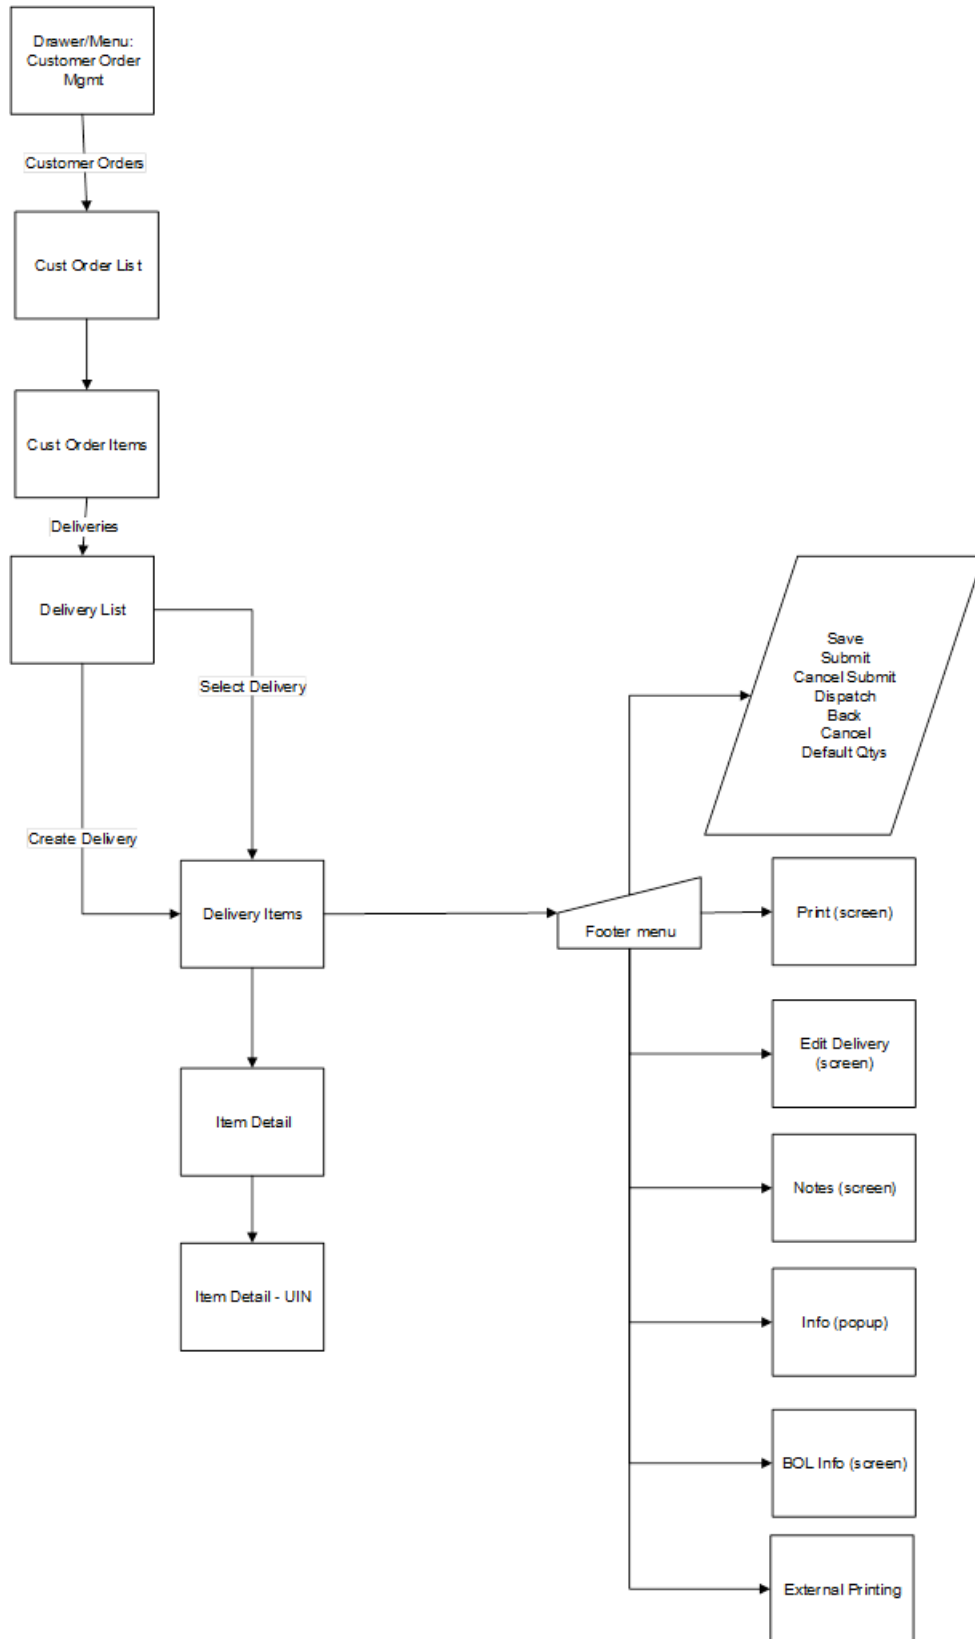 Drawer/Menu:
Customer Order
Mgmt
Customer Orders
Cust Order List
Cust Order Items
Deliveries
Delivery List
Select Delivery
Create Delivery
Delivery Items
Item Detail
Item Detail - UIN
Footer menu
Save
Submit
Cancel Submit
Dispatch
Back
Cancel
Default Qtys
Print (screen)
Edit Delivery
(screen)
Notes (screen)
Info (popup)
BOL Info (screen)
External Printing